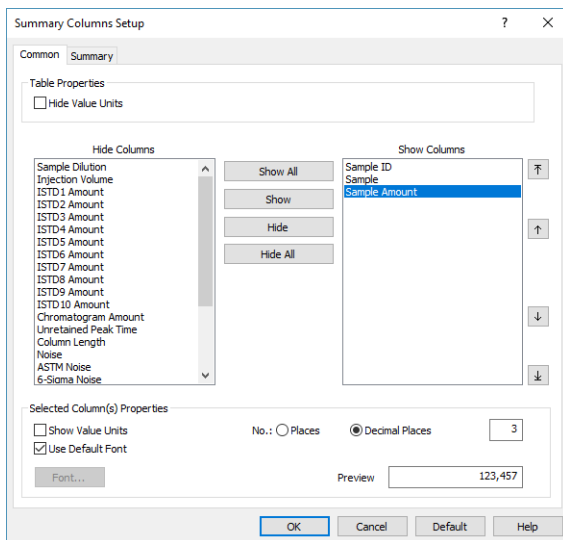 Summary Columns Setup
?
Common
Summary
Table Properties
Hide Value Units
Hide Columns
Sample Dilution
Injection Volume
ISTD1 Amount
ISTD2 Amount
ISTD3 Amount
ISTD4 Amount
ISTD5 Amount
ISTD6 Amount
ISTD7 Amount
ISTD8 Amount
ISTD9 Amount
ISTD10 Amount
Chromatogram Amount
Unretained Peak Time
Column Length
Noise
ASTM Noise
6-Sigma Noise
Show All
Show
Hide
Hide All
Show Columns
Sample ID
Sample
Sample Amount
Selected Column(s) Properties
Show Value Units
No.: Places Decimal Places 3
Use Default Font
Font...
Preview 123,457
OK Cancel Default Help